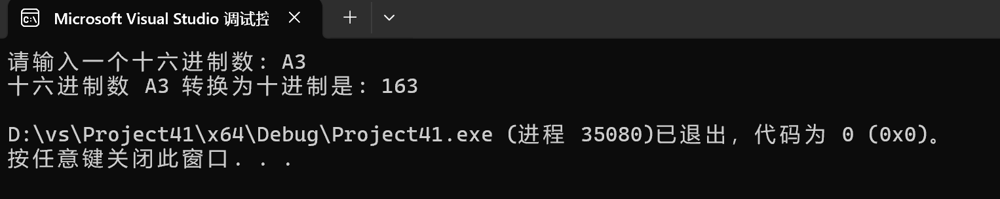 Microsoft Visual Studio 调试控
请输入一个十六进制数: A3
十六进制数 A3 转换为十进制是: 163
D:\vs\Project41\x64\Debug\Project41.exe (进程 35080)已退出，代码为 0 (0x0)。
按任意键关闭此窗口. . .